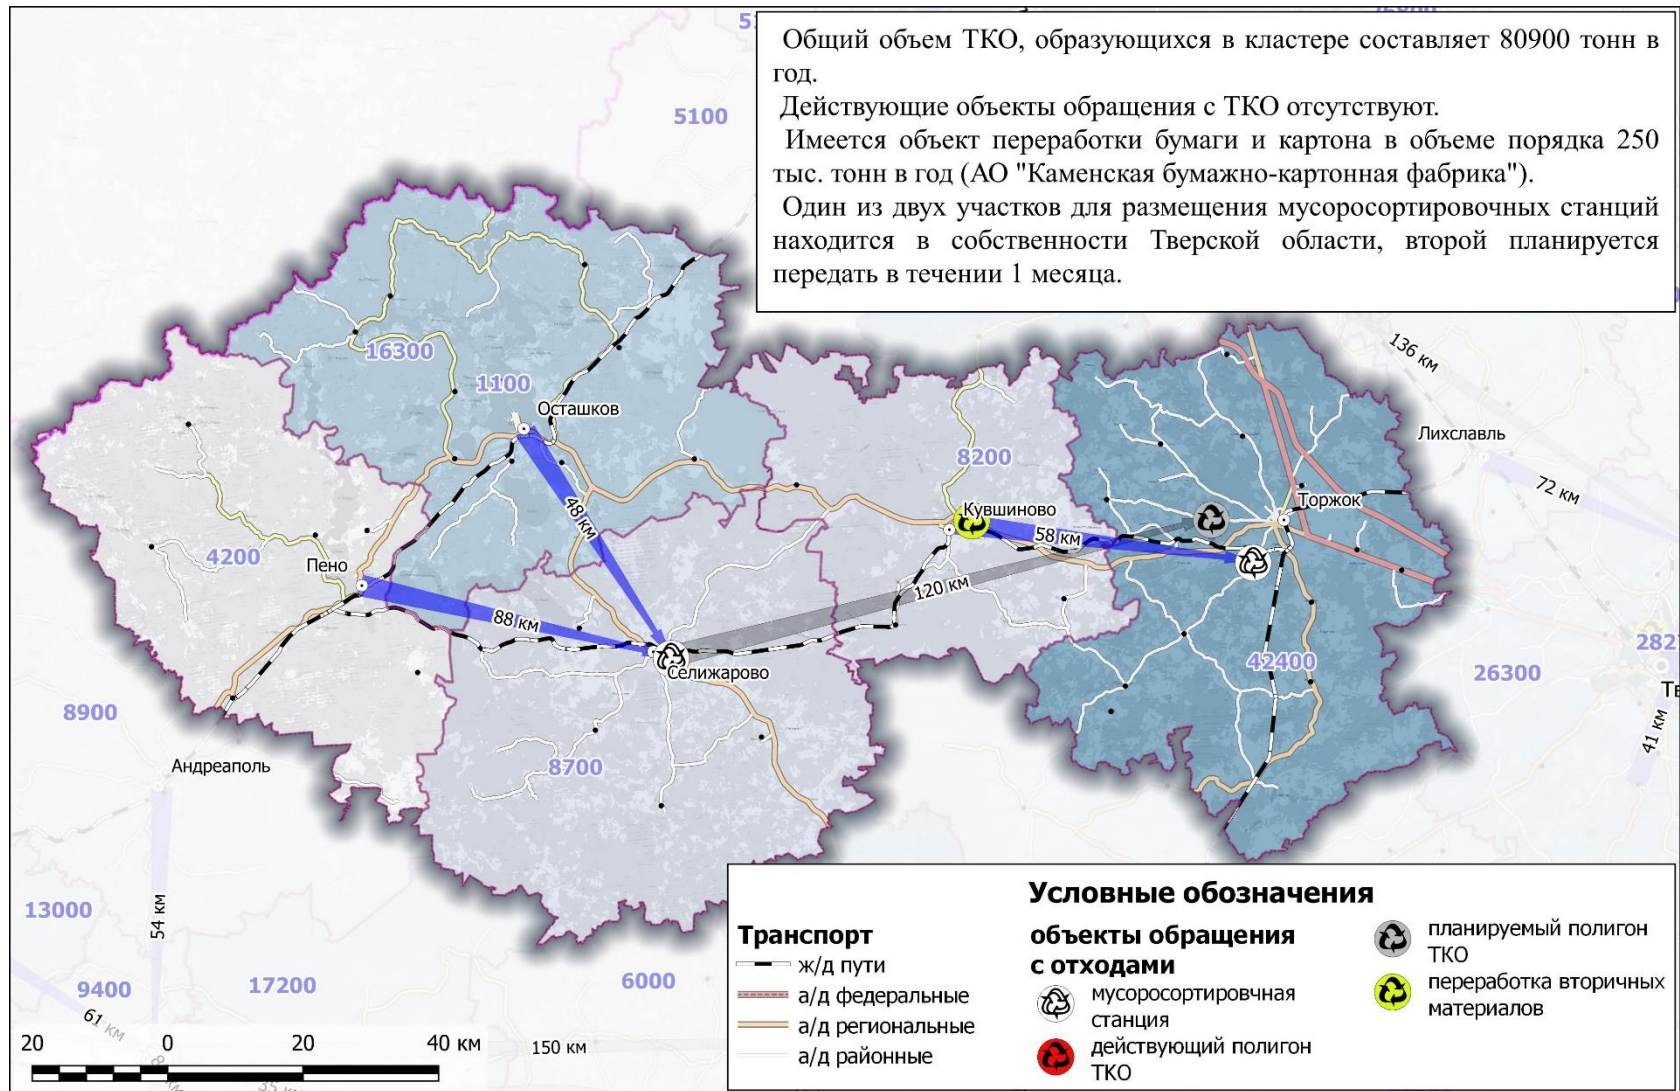 Общий объем ТКО, образующихся в кластере составляет 80900 тонн в
год.
Действующие объекты обращения с ТКО отсутствуют.
Имеется объект переработки бумаги и картона в объеме порядка 250
тыс. тонн в год (АО "Каменская бумажно-картонная фабрика").
Один из двух участков для размещения мусоросортировочных станций
находится в собственности Тверской области, второй планируется
передать в течении 1 месяца.
5100
136 км
16300
1100
Осташков
Лихславль
8200
72 км
Кувшиново
Торжок
48 км
58 км
4200
Пено
120 км
88 км
Селижарово
42400
26300
282
Тв
41 км
8900
Андреаполь
8700
54 км
13000
9400
17200
6000
61 км
20 0 20 40 км
150 км
35 км
Условные обозначения
Транспорт
ж/д пути
а/д федеральные
а/д региональные
а/д районные
объекты обращения
с отходами
мусоросортировчная
станция
действующий полигон
ТКО
планируемый полигон
ТКО
переработка вторичных
материалов